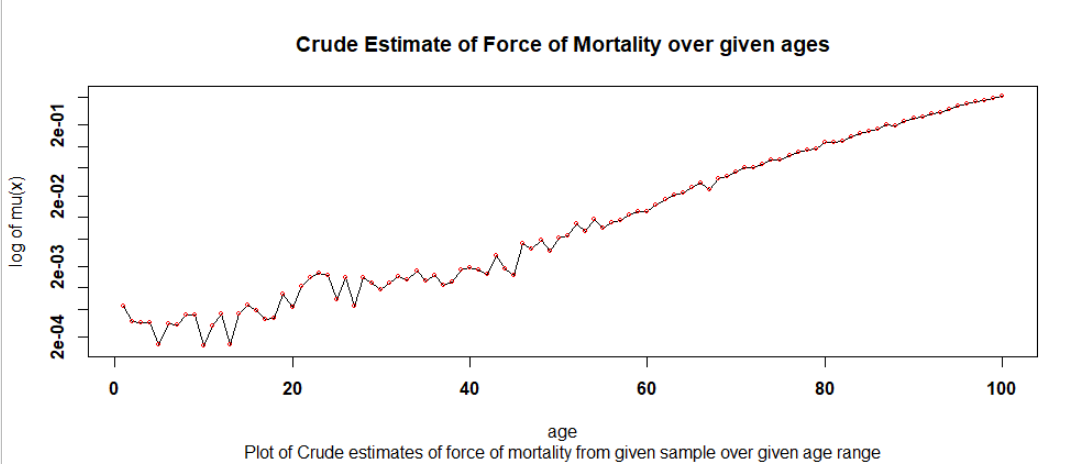 Crude Estimate of Force of Mortality over given ages
log of mu(x)
2e-01
2e-02
2e-03
2e-04
0 20 40 60 80 100
age
Plot of Crude estimates of force of mortality from given sample over given age range